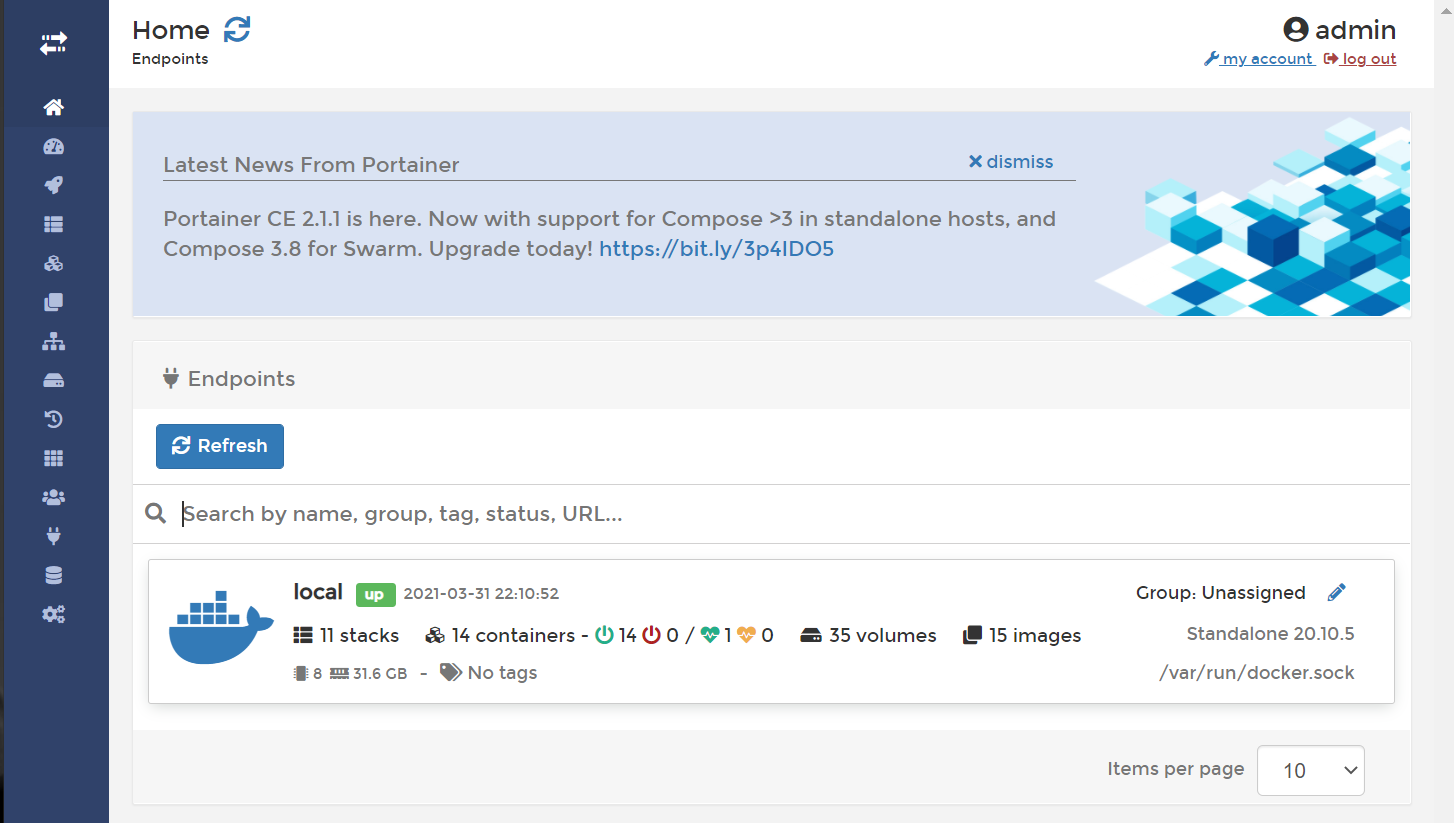 Home
admin
Endpoints
my account log out
Latest News From Portainer
dismiss
Portainer CE 2.1.1 is here. Now with support for Compose >3 in standalone hosts, and
Compose 3.8 for Swarm. Upgrade today! https://bit.ly/3p4IDO5
Endpoints
Refresh
Search by name, group, tag, status, URL...
local up 2021-03-31 22:10:52
Group: Unassigned
11 stacks 14 containers - 14 0 / 1 0 35 volumes 15 images
Standalone 20.10.5
8 31.6 GB - No tags
/var/run/docker.sock
Items per page 10